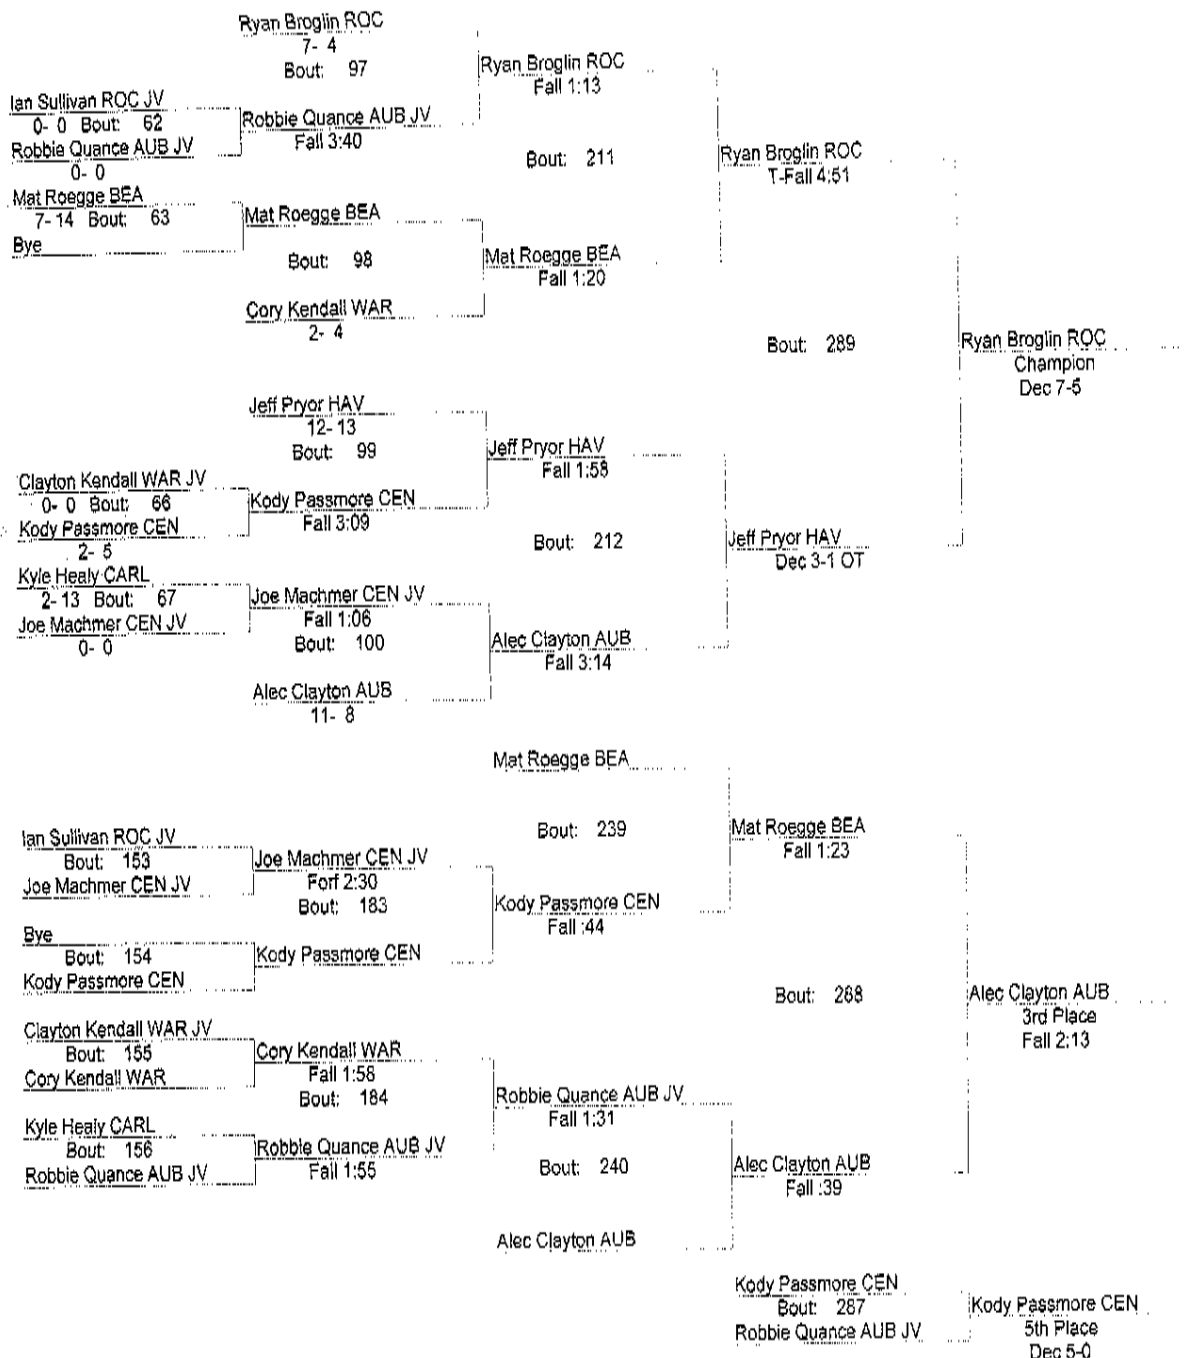 Ryan Broglin ROC
7- 4
Bout: 97
Ryan Broglin ROC
Fall 1:13
Ian Sullivan ROC JV
0- 0 Bout: 62
Robbie Quance AUB JV
Fall 3:40
Robbie Quance AUB JV
0- 0
Bout: 211
Ryan Broglin ROC
T-Fall 4:51
Mat Roegge BEA
7- 14 Bout: 63
Mat Roegge BEA
Bye
Bout: 98
Mat Roegge BEA
Fall 1:20
Cory Kendall WAR
2- 4
Bout: 289
Ryan Broglin ROC
Champion
Dec 7-5
Jeff Pryor HAV
12- 13
Bout: 99
Jeff Pryor HAV
Fall 1:58
Clayton Kendall WAR JV
0- 0 Bout: 66
Kody Passmore CEN
Fall 3:09
Kody Passmore CEN
2- 5
Bout: 212
Jeff Pryor HAV
Dec 3-1 OT
Kyle Healy CARL
2- 13 Bout: 67
Joe Machmer CEN JV
Fall 1:06
Joe Machmer CEN JV
0- 0
Bout: 100
Alec Clayton AUB
Fall 3:14
Alec Clayton AUB
11- 8
Mat Roegge BEA
Bout: 239
Mat Roegge BEA
Fall 1:23
Ian Sullivan ROC JV
Bout: 153
Joe Machmer CEN JV
Forf 2:30
Joe Machmer CEN JV
Bout: 183
Kody Passmore CEN
Fall :44
Bye
Bout: 154
Kody Passmore CEN
Kody Passmore CEN
Bout: 288
Alec Clayton AUB
3rd Place
Fall 2:13
Clayton Kendall WAR JV
Bout: 155
Cory Kendall WAR
Fall 1:58
Cory Kendall WAR
Bout: 184
Robbie Quance AUB JV
Fall 1:31
Kyle Healy CARL
Bout: 156
Robbie Quance AUB JV
Fall 1:55
Robbie Quance AUB JV
Bout: 240
Alec Clayton AUB
Fall :39
Alec Clayton AUB
Kody Passmore CEN
Bout: 287
Kody Passmore CEN
5th Place
Robbie Quance AUB JV
Dec 5-0